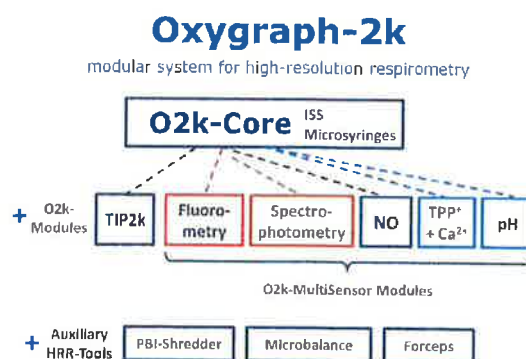 Oxygraph-2k
modular system for high-resolution respirometry
O2k-Core
ISS
Microsyringes
+ O2k-
Modules
TIP2k
Fluoro-
metry
Spectro-
photometry
NO
TPP⁺
+ Ca²⁺
pH
O2k-MultiSensor Modules
+ Auxiliary
HRR-Tools
PBI-Shredder
Microbalance
Forceps